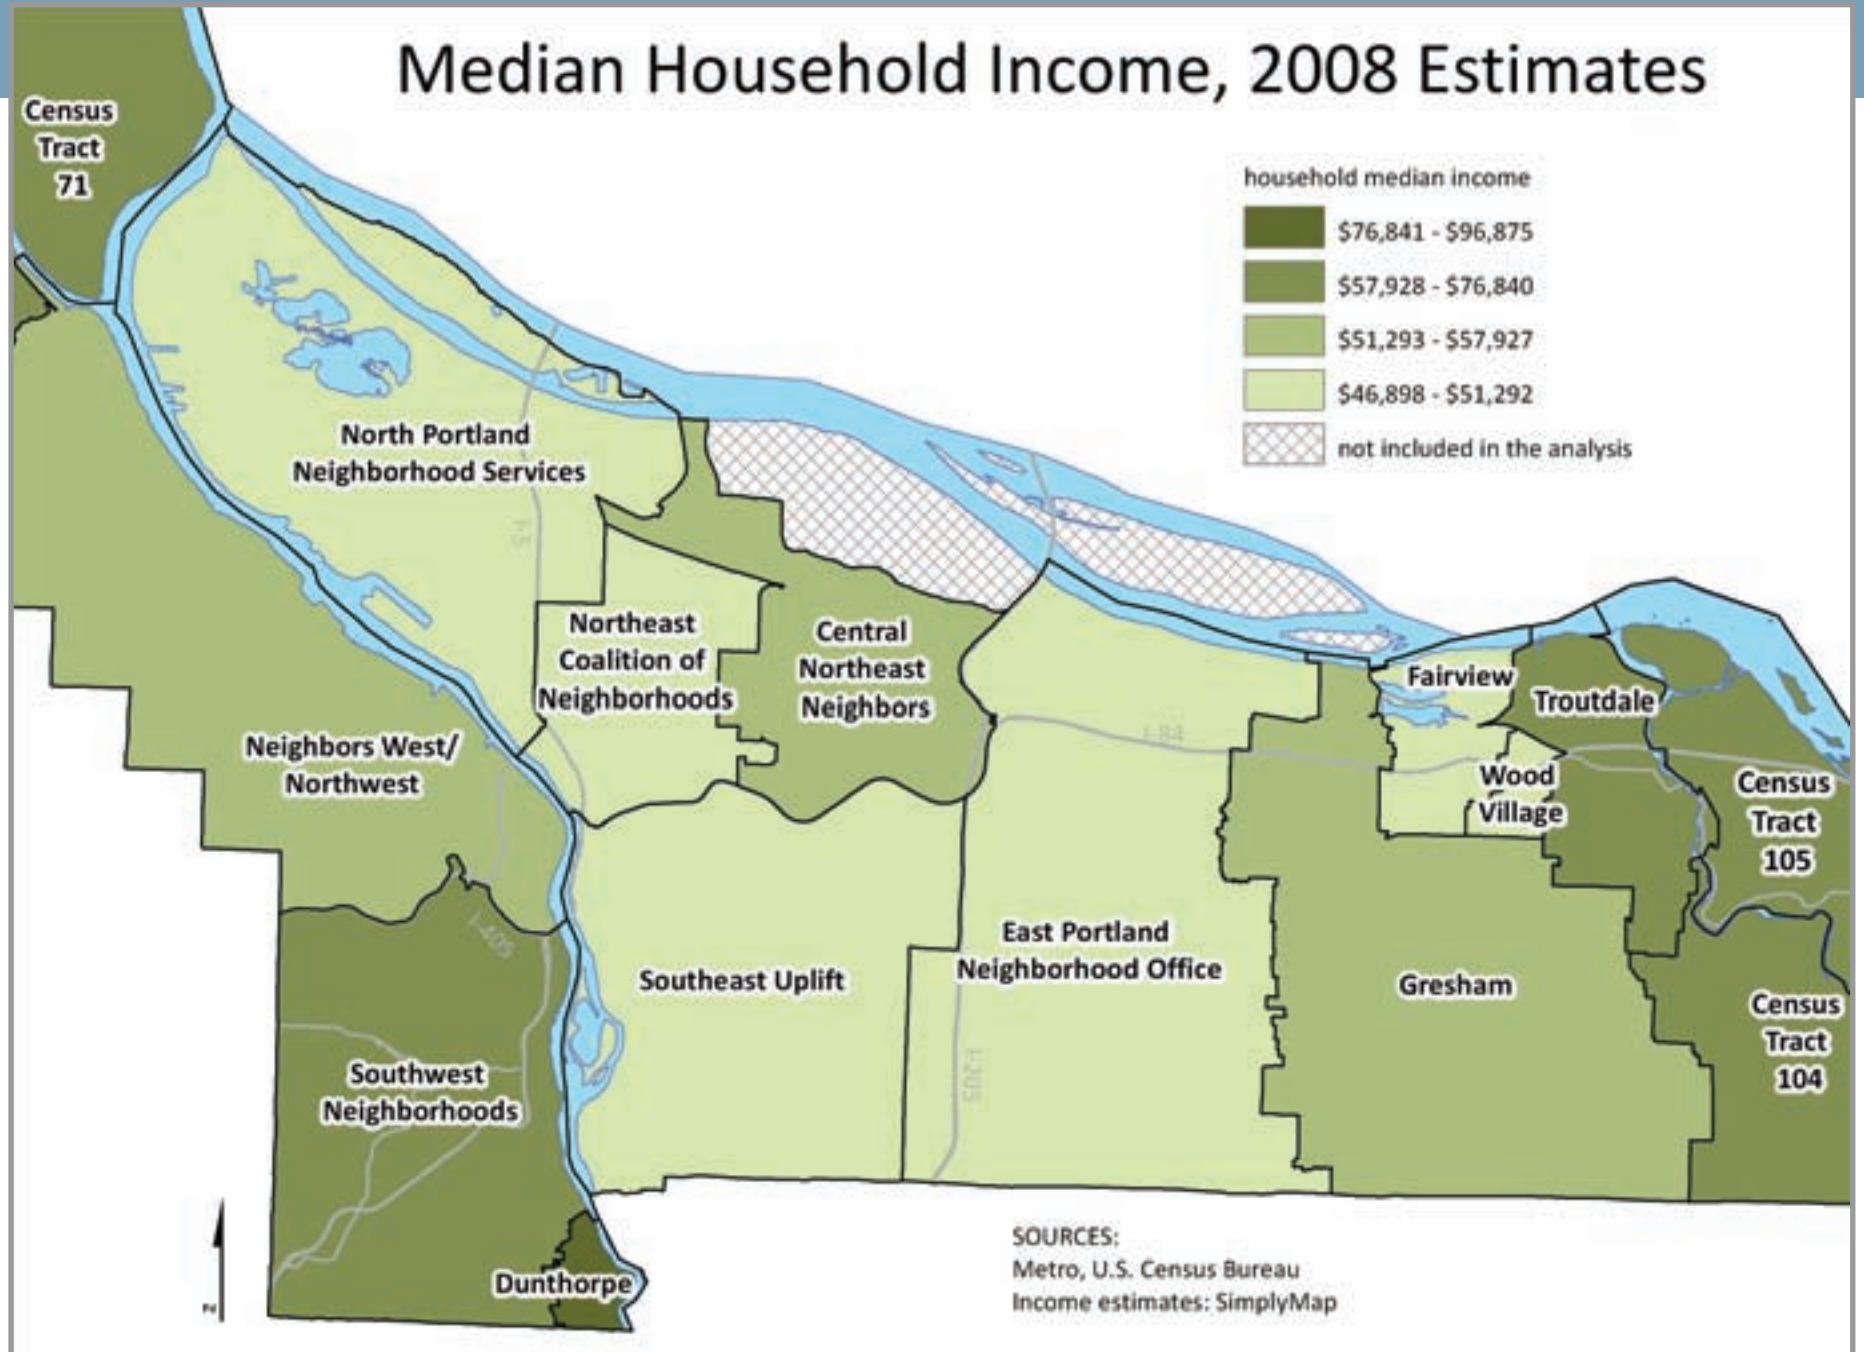 Median Household Income, 2008 Estimates
Census
Tract
71
household median income
$76,841 - $96,875
$57,928 - $76,840
$51,293 - $57,927
$46,898 - $51,292
not included in the analysis
North Portland
Neighborhood Services
I-5
Northeast
Coalition of
Neighborhoods
Central
Northeast
Neighbors
Fairview
Troutdale
I-84
Neighbors West/
Northwest
Wood
Village
Census
Tract
105
I-405
Southeast Uplift
East Portland
Neighborhood Office
Gresham
Census
Tract
104
Southwest
Neighborhoods
I-205
Dunthorpe
N
SOURCES:
Metro, U.S. Census Bureau
Income estimates: SimplyMap